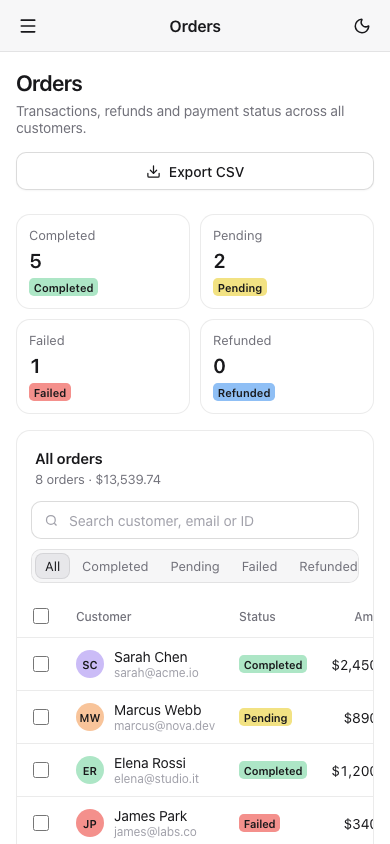 Orders
Orders
Transactions, refunds and payment status across all
customers.
Export CSV
Completed
5
Completed
Pending
2
Pending
Failed
1
Failed
Refunded
0
Refunded
All orders
8 orders · $13,539.74
Search customer, email or ID
All Completed Pending Failed Refunded
Customer Status Am
SC Sarah Chen Completed $2,450
sarah@acme.io
MW Marcus Webb Pending $890
marcus@nova.dev
ER Elena Rossi Completed $1,200
elena@studio.it
JP James Park Failed $340
james@labs.co